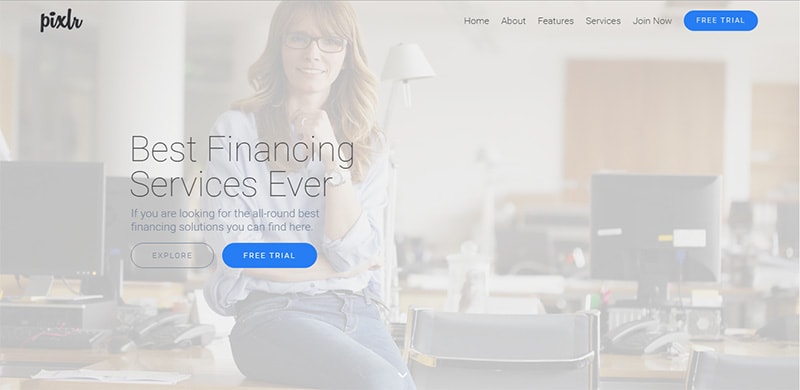 pixlr
Home About Features Services Join Now FREE TRIAL
Best Financing
Services Ever
If you are looking for the all-round best
financing solutions you can find here.
EXPLORE FREE TRIAL